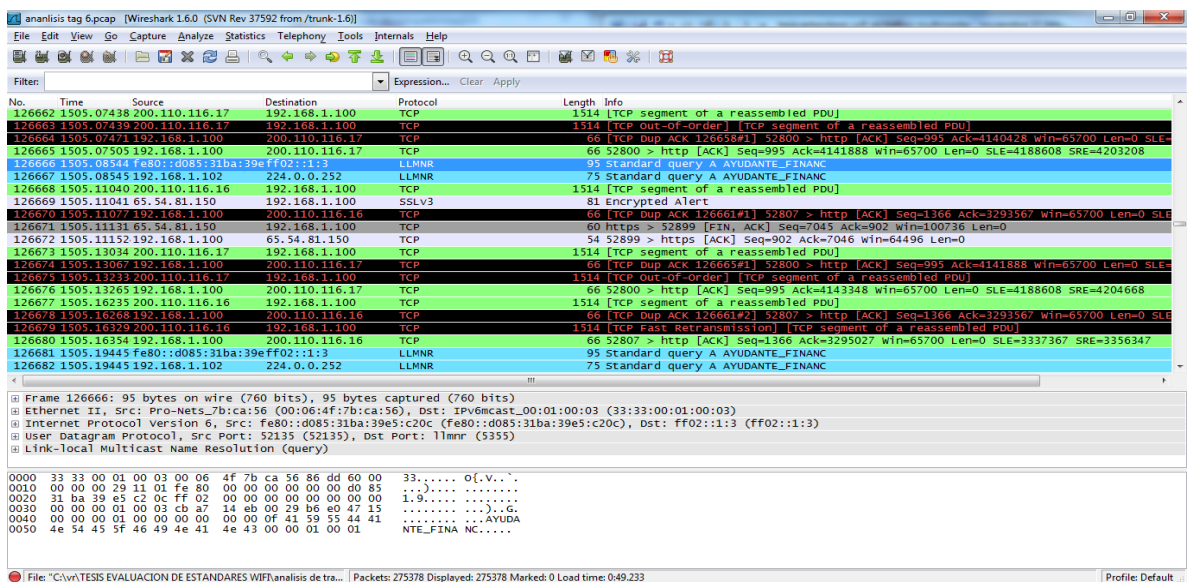 ananlisis tag 6.pcap [Wireshark 1.6.0 (SVN Rev 37592 from /trunk-1.6)]
File Edit View Go Capture Analyze Statistics Telephony Tools Internals Help
Filter: Expression... Clear Apply
No. Time Source Destination Protocol Length Info
126662 1505.07438 200.110.116.17 192.168.1.100 TCP 1514 [TCP segment of a reassembled PDU]
126663 1505.07439 200.110.116.17 192.168.1.100 TCP 1514 [TCP Out-Of-Order] [TCP segment of a reassembled PDU]
126664 1505.07471 192.168.1.100 200.110.116.17 TCP 66 [TCP Dup ACK 126658#1] 52800 > http [ACK] Seq=995 Ack=4140428 Win=65700 Len=0 SLE=
126665 1505.07505 192.168.1.100 200.110.116.17 TCP 66 52800 > http [ACK] Seq=995 Ack=4141888 Win=65700 Len=0 SLE=4188608 SRE=4203208
126666 1505.08544 fe80::d085:31ba:39e ff02::1:3 LLMNR 95 Standard query A AYUDANTE_FINANC
126667 1505.08545 192.168.1.102 224.0.0.252 LLMNR 75 Standard query A AYUDANTE_FINANC
126668 1505.11040 200.110.116.16 192.168.1.100 TCP 1514 [TCP segment of a reassembled PDU]
126669 1505.11041 65.54.81.150 192.168.1.100 SSLv3 81 Encrypted Alert
126670 1505.11077 192.168.1.100 200.110.116.16 TCP 66 [TCP Dup ACK 126661#1] 52807 > http [ACK] Seq=1366 Ack=3293567 Win=65700 Len=0 SLE
126671 1505.11131 65.54.81.150 192.168.1.100 TCP 60 https > 52899 [FIN, ACK] Seq=7045 Ack=902 Win=100736 Len=0
126672 1505.11152 192.168.1.100 65.54.81.150 TCP 54 52899 > https [ACK] Seq=902 Ack=7046 Win=64496 Len=0
126673 1505.13034 200.110.116.17 192.168.1.100 TCP 1514 [TCP segment of a reassembled PDU]
126674 1505.13067 192.168.1.100 200.110.116.17 TCP 66 [TCP Dup ACK 126665#1] 52800 > http [ACK] Seq=995 Ack=4141888 Win=65700 Len=0 SLE=
126675 1505.13233 200.110.116.17 192.168.1.100 TCP 1514 [TCP Out-Of-Order] [TCP segment of a reassembled PDU]
126676 1505.13265 192.168.1.100 200.110.116.17 TCP 66 52800 > http [ACK] Seq=995 Ack=4143348 Win=65700 Len=0 SLE=4188608 SRE=4204668
126677 1505.16235 200.110.116.16 192.168.1.100 TCP 1514 [TCP segment of a reassembled PDU]
126678 1505.16268 192.168.1.100 200.110.116.16 TCP 66 [TCP Dup ACK 126661#2] 52807 > http [ACK] Seq=1366 Ack=3293567 Win=65700 Len=0 SLE
126679 1505.16329 200.110.116.16 192.168.1.100 TCP 1514 [TCP Fast Retransmission] [TCP segment of a reassembled PDU]
126680 1505.16354 192.168.1.100 200.110.116.16 TCP 66 52807 > http [ACK] Seq=1366 Ack=3295027 Win=65700 Len=0 SLE=3337367 SRE=3356347
126681 1505.19445 fe80::d085:31ba:39e ff02::1:3 LLMNR 95 Standard query A AYUDANTE_FINANC
126682 1505.19445 192.168.1.102 224.0.0.252 LLMNR 75 Standard query A AYUDANTE_FINANC
Frame 126666: 95 bytes on wire (760 bits), 95 bytes captured (760 bits)
Ethernet II, Src: Pro-Nets_7b:ca:56 (00:06:4f:7b:ca:56), Dst: IPv6mcast_00:01:00:03 (33:33:00:01:00:03)
Internet Protocol Version 6, Src: fe80::d085:31ba:39e5:c20c (fe80::d085:31ba:39e5:c20c), Dst: ff02::1:3 (ff02::1:3)
User Datagram Protocol, Src Port: 52135 (52135), Dst Port: llmnr (5355)
Link-local Multicast Name Resolution (query)
0000 33 33 00 01 00 03 00 06 4f 7b ca 56 86 dd 60 00 33...... O{.V..`.
0010 00 00 00 29 11 01 fe 80 00 00 00 00 00 00 d0 85 ...).... ........
0020 31 ba 39 e5 c2 0c ff 02 00 00 00 00 00 00 00 00 1.9..... ........
0030 00 00 00 01 00 03 cb a7 14 eb 00 29 b6 e0 47 15 ........ ...)..G.
0040 00 00 00 01 00 00 00 00 00 00 0f 41 59 55 44 41 ........ ...AYUDA
0050 4e 54 45 5f 46 49 4e 41 4e 43 00 00 01 00 01 NTE_FINA NC.....
File: "C:\vr\TESIS EVALUACION DE ESTANDARES WIFI\analisis de tra... Packets: 275378 Displayed: 275378 Marked: 0 Load time: 0:49.233 Profile: Default